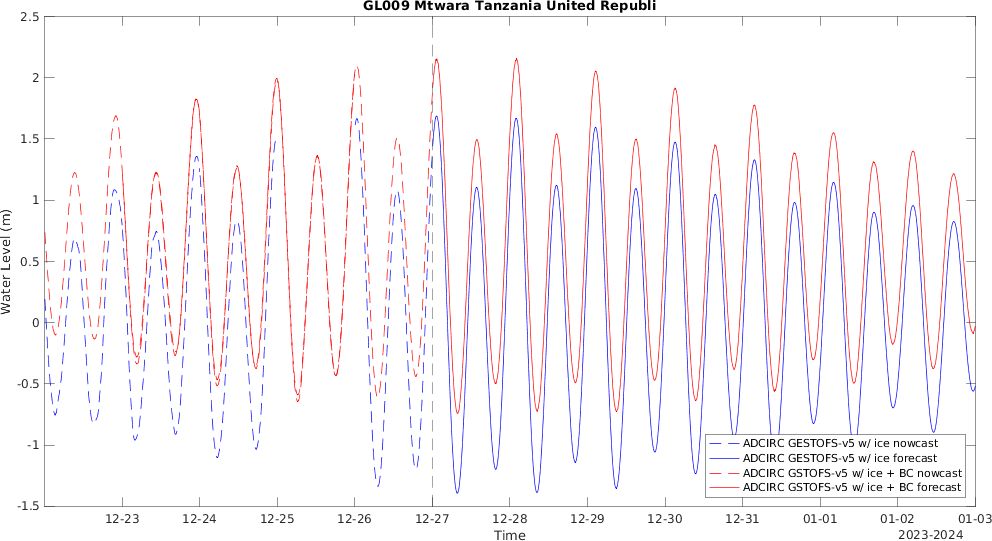 GL009 Mtwara Tanzania United Republi
2.5
2
1.5
1
0.5
0
-0.5
-1
-1.5
Water Level (m)
ADCIRC GESTOFS-v5 w/ ice nowcast
ADCIRC GESTOFS-v5 w/ ice forecast
ADCIRC GSTOFS-v5 w/ ice + BC nowcast
ADCIRC GSTOFS-v5 w/ ice + BC forecast
12-23 12-24 12-25 12-26 12-27 12-28 12-29 12-30 12-31 01-01 01-02 01-03
Time
2023-2024